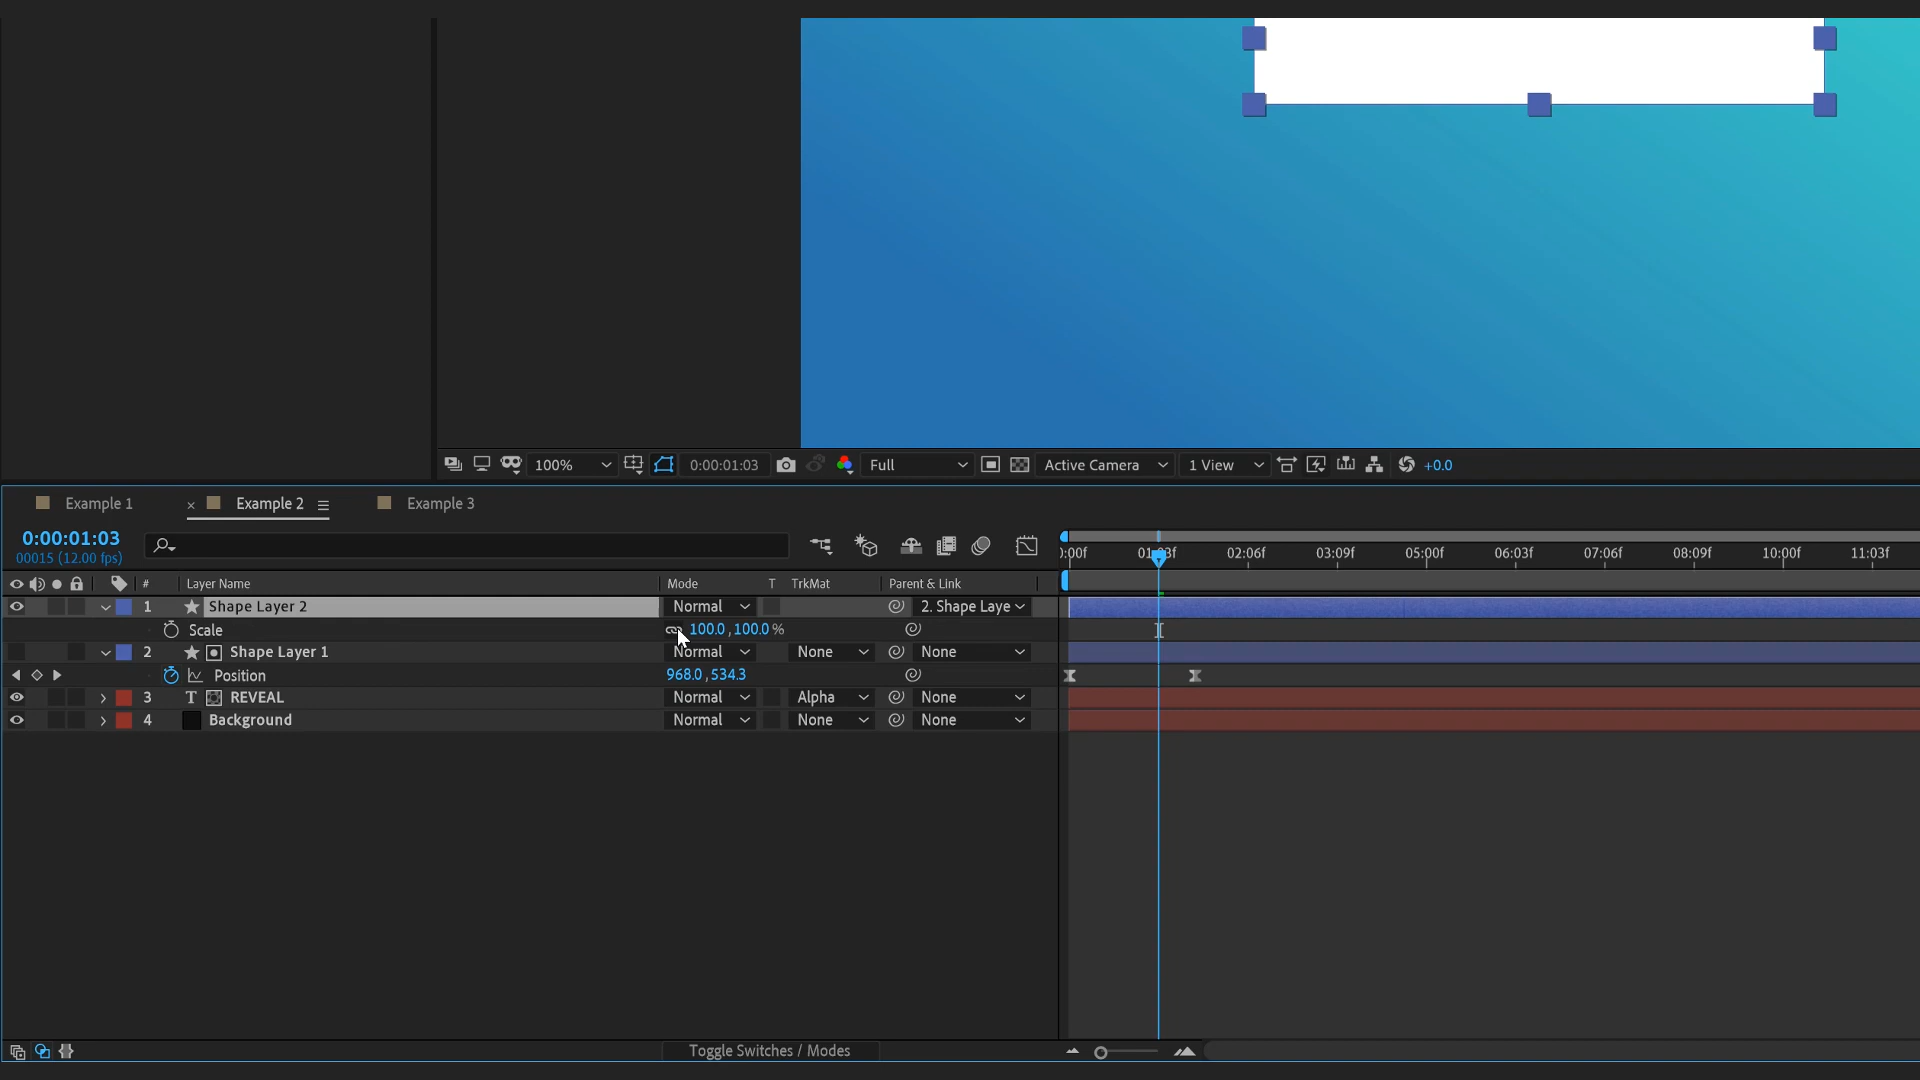 100% 0:00:01:03 Full Active Camera 1 View +0.0
Example 1 × Example 2 Example 3
0:00:01:03
00015 (12.00 fps)
:00f 01:03f 02:06f 03:09f 05:00f 06:03f 07:06f 08:09f 10:00f 11:03f
# Layer Name Mode T TrkMat Parent & Link
1 Shape Layer 2 Normal 2. Shape Laye
Scale 100.0,100.0%
2 Shape Layer 1 Normal None None
Position 968.0,534.3
3 T REVEAL Normal Alpha None
4 Background Normal None None
Toggle Switches / Modes